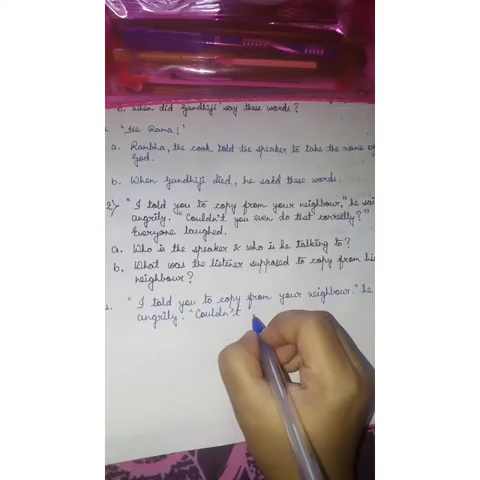 b. When did Gandhiji say these words?
"the Rama!"
a. Rambha, the cook told the speaker to take the name of
God.
b. When Gandhiji died, he said these words.
2) "I told you to copy from your neighbour," he sai
angrily. "Couldn't you even do that correctly?"
Everyone laughed.
a. Who is the speaker & who is he talking to?
b. What was the listener supposed to copy from his
neighbour?
"I told you to copy from your neighbour." he
angrily. "Couldn't